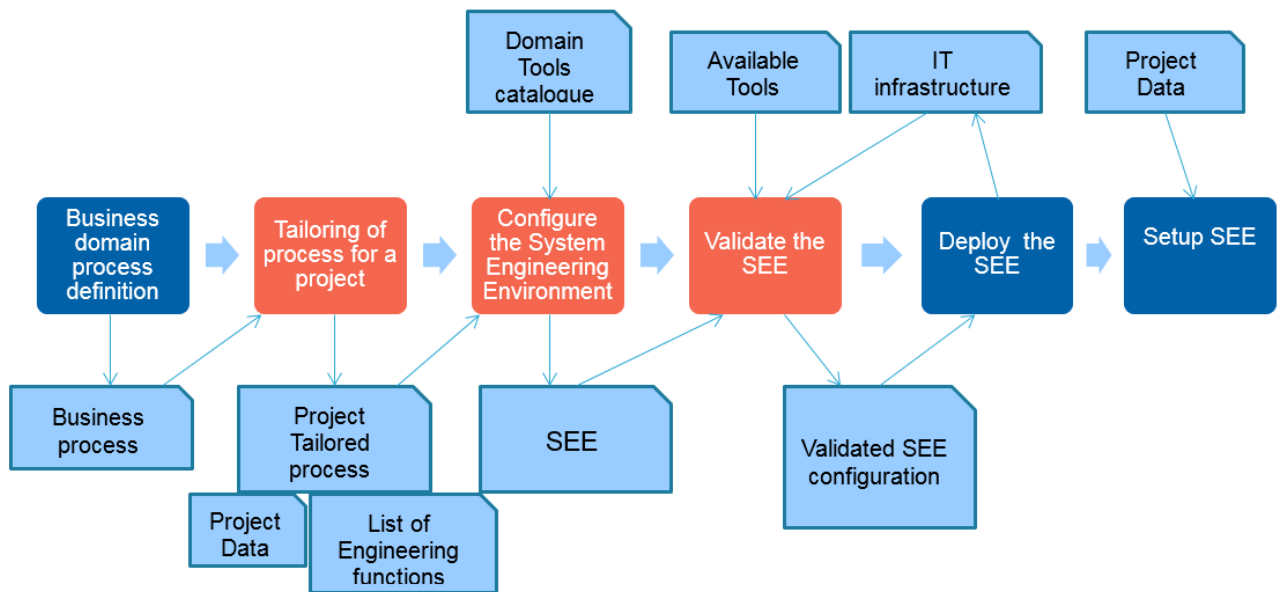 Domain
Tools
catalogue
Available
Tools
IT
infrastructure
Project
Data
Business
domain
process
definition
Tailoring of
process for a
project
Configure
the System
Engineering
Environment
Validate the
SEE
Deploy the
SEE
Setup SEE
Business
process
Project
Tailored
process
SEE
Validated SEE
configuration
Project
Data
List of
Engineering
functions